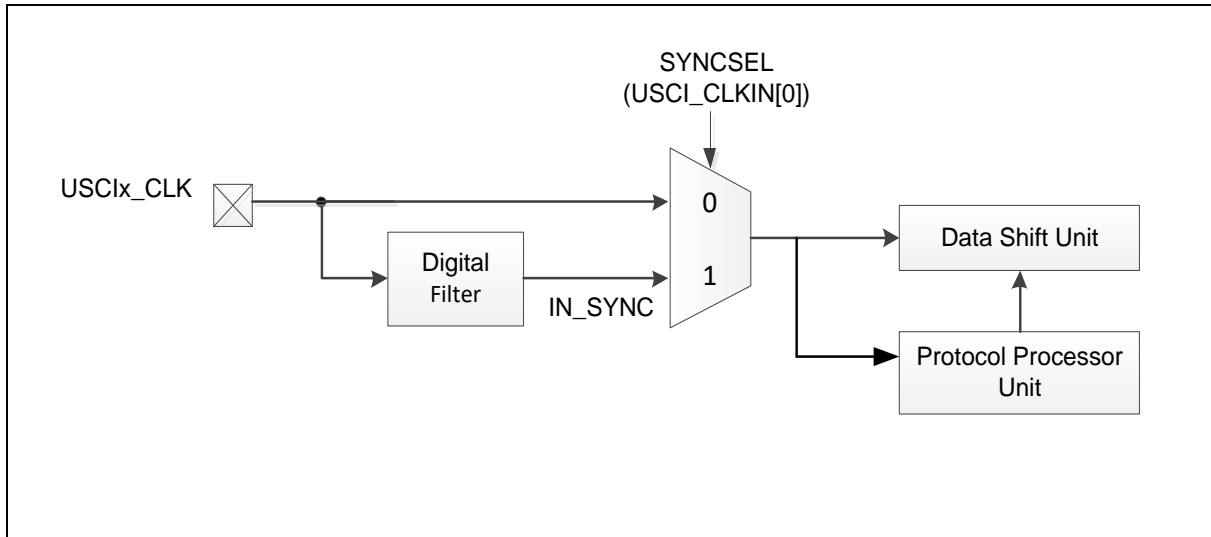 SYNCSEL
(USCI_CLKIN[0])
USCIx_CLK
0
Data Shift Unit
Digital
Filter
1
IN_SYNC
Protocol Processor
Unit